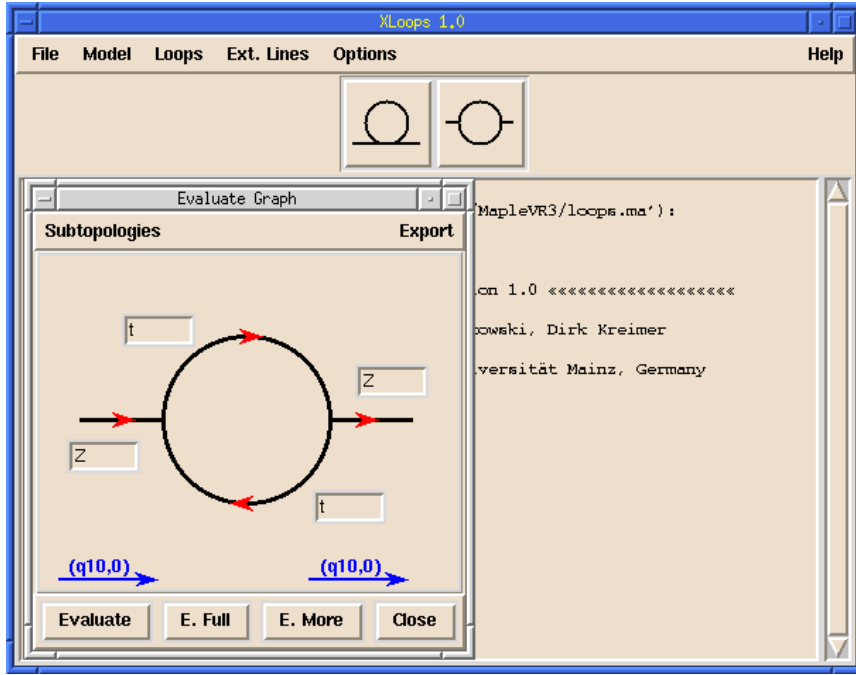 XLoops 1.0
File Model Loops Ext. Lines Options Help
Evaluate Graph
Subtopologies Export
MapleVR3/loops.ma'):
ion 1.0 «««««««««««««««««««
owski, Dirk Kreimer
versität Mainz, Germany
t
Z
Z
t
(q10,0) (q10,0)
Evaluate E. Full E. More Close